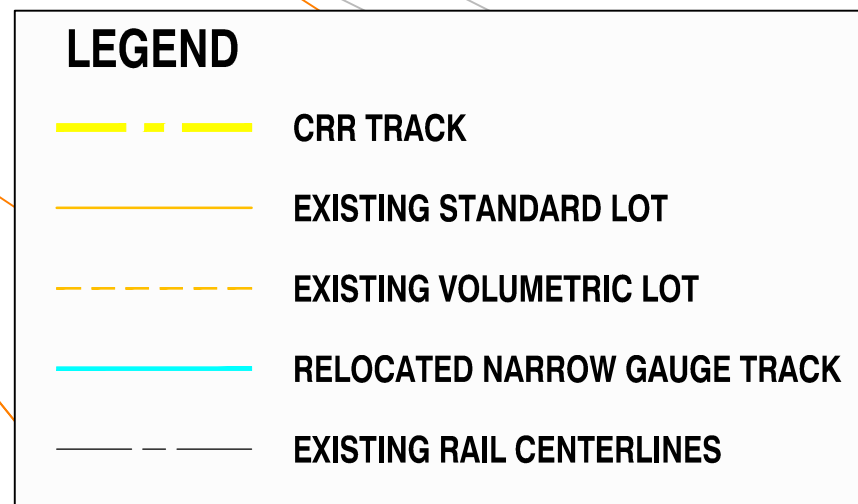 LEGEND
CRR TRACK
EXISTING STANDARD LOT
EXISTING VOLUMETRIC LOT
RELOCATED NARROW GAUGE TRACK
EXISTING RAIL CENTERLINES